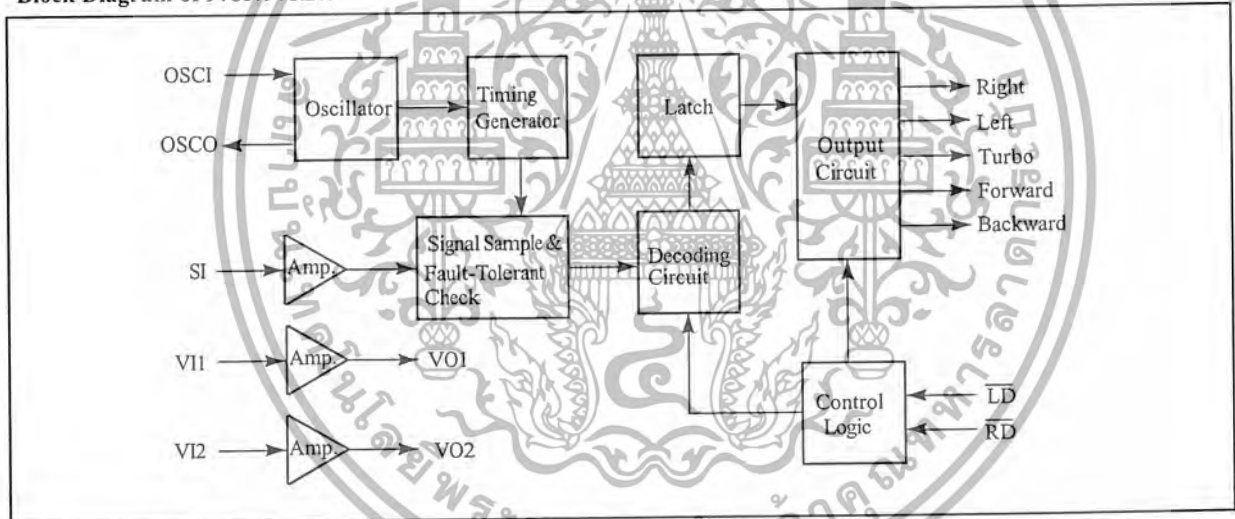 Block Diagram of
OSCI
OSCO
Oscillator
Timing
Generator
Latch
Output
Circuit
Right
Left
Turbo
Forward
Backward
SI
Amp.
Signal Sample &
Fault-Tolerant
Check
Decoding
Circuit
VI1
Amp.
VO1
VI2
Amp.
VO2
Control
Logic
LD
RD